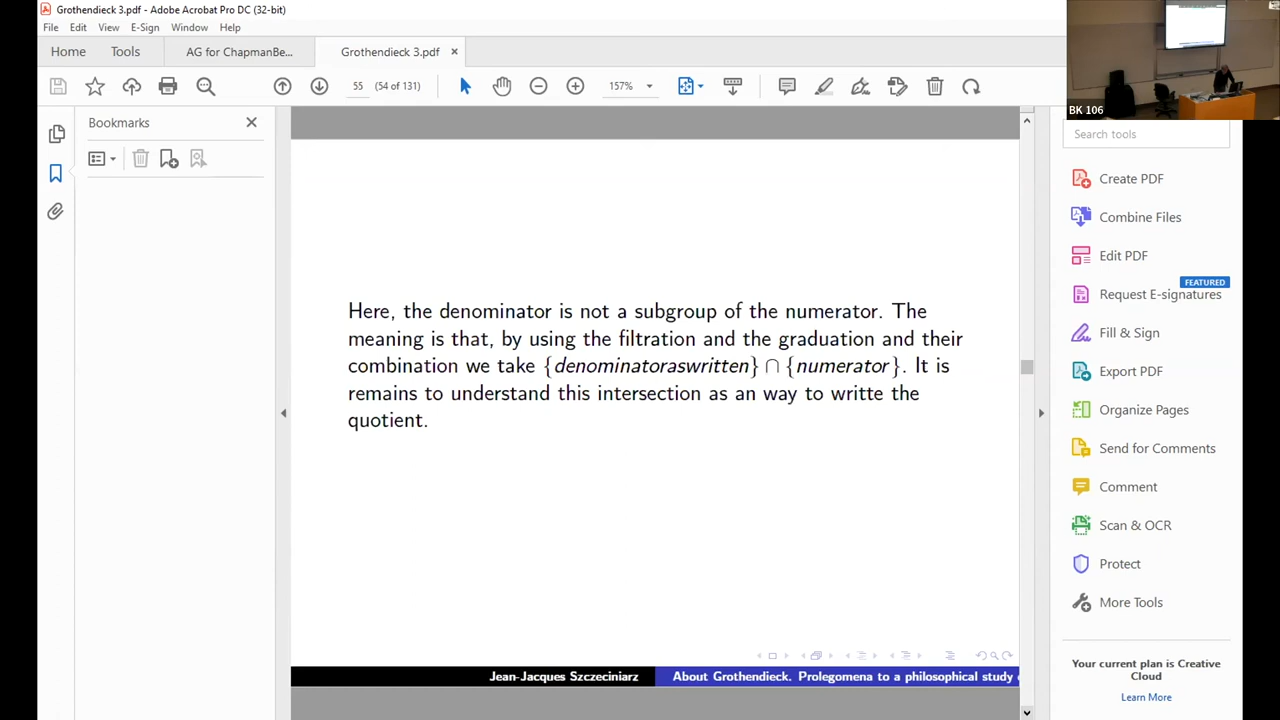 Grothendieck 3.pdf - Adobe Acrobat Pro DC (32-bit)
File Edit View E-Sign Window Help
Home Tools AG for ChapmanBe... Grothendieck 3.pdf
55 (54 of 131) 157%
BK 106
Bookmarks
Search tools
Create PDF
Combine Files
Edit PDF
FEATURED
Request E-signatures
Fill & Sign
Export PDF
Organize Pages
Send for Comments
Comment
Scan & OCR
Protect
More Tools
Your current plan is Creative
Cloud
Learn More
Here, the denominator is not a subgroup of the numerator. The
meaning is that, by using the filtration and the graduation and their
combination we take {denominatoraswritten} ∩ {numerator}. It is
remains to understand this intersection as an way to writte the
quotient.
Jean-Jacques Szczeciniarz About Grothendieck. Prolegomena to a philosophical study